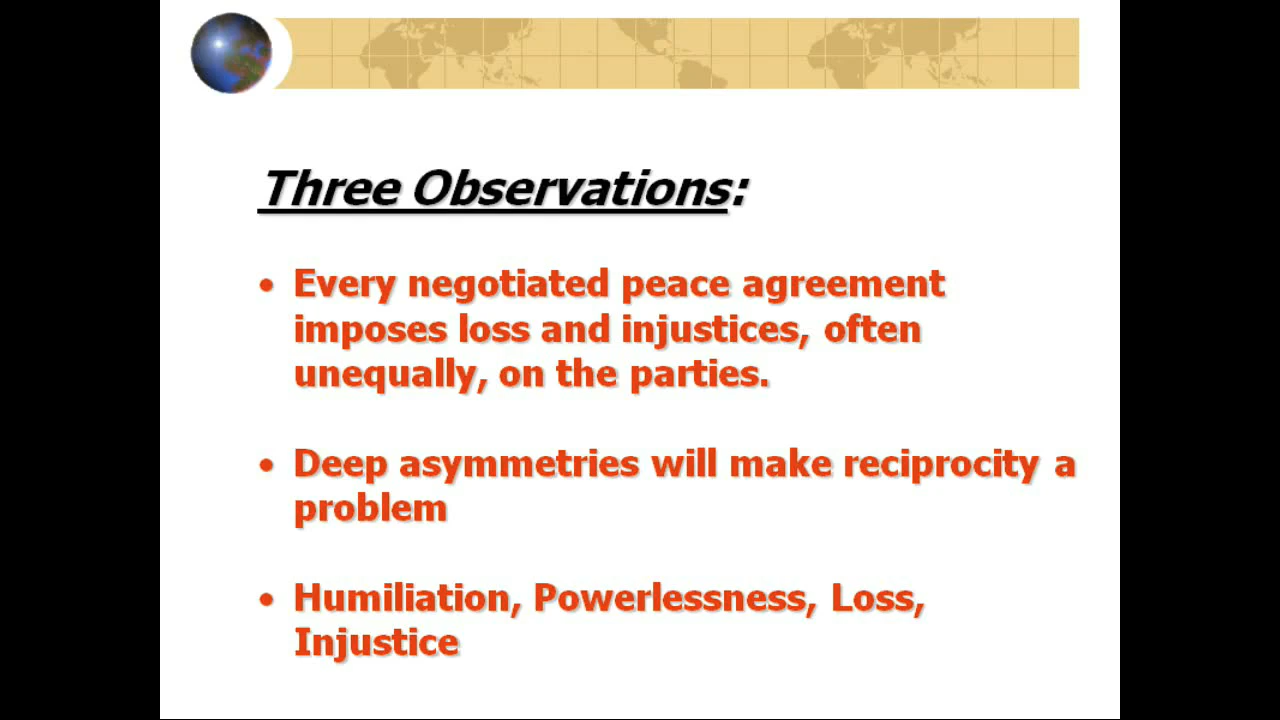 Three Observations:
• Every negotiated peace agreement
imposes loss and injustices, often
unequally, on the parties.
• Deep asymmetries will make reciprocity a
problem
• Humiliation, Powerlessness, Loss,
Injustice